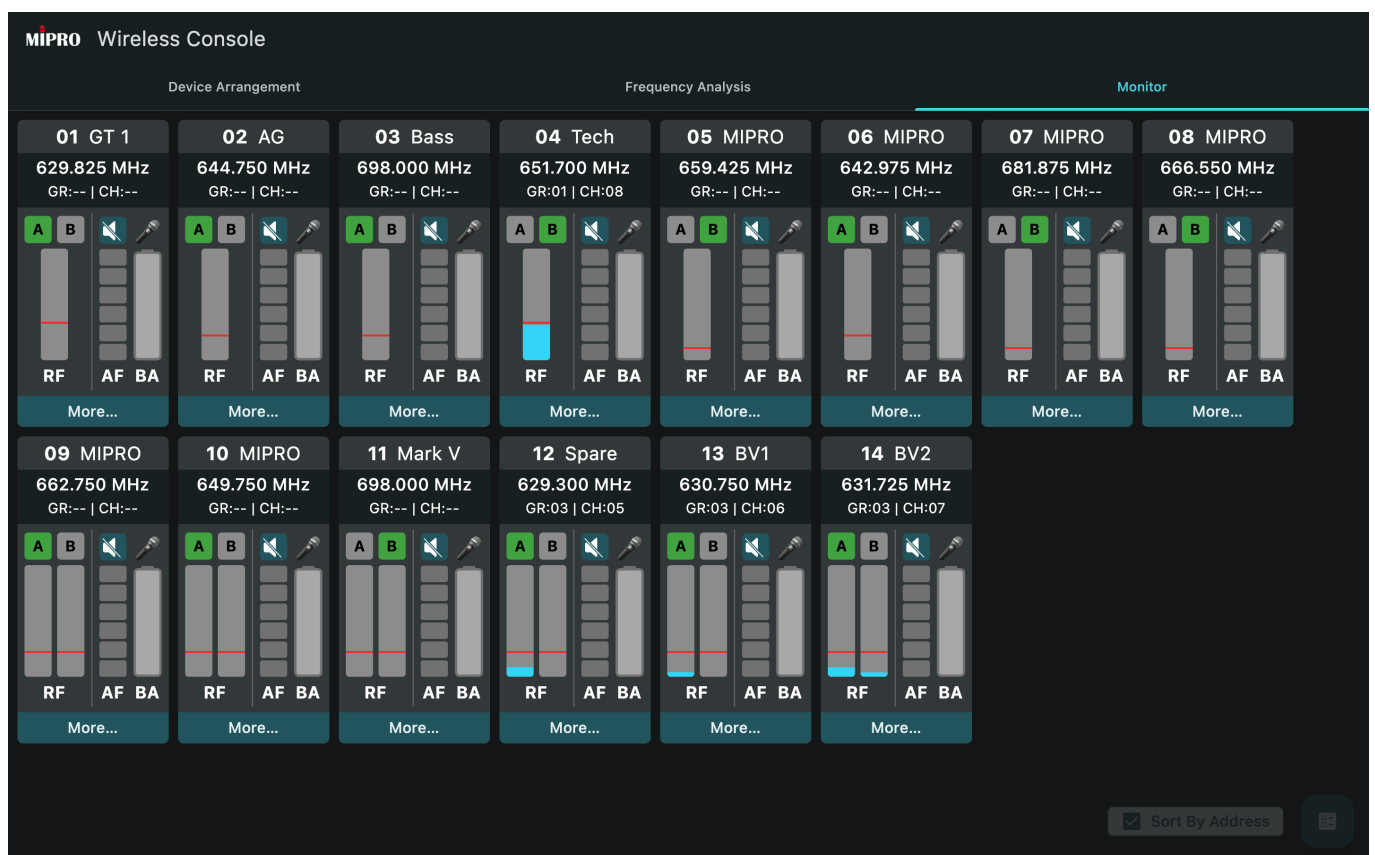 MIPRO Wireless Console
Device Arrangement Frequency Analysis Monitor
01 GT 1 02 AG 03 Bass 04 Tech 05 MIPRO 06 MIPRO 07 MIPRO 08 MIPRO
629.825 MHz 644.750 MHz 698.000 MHz 651.700 MHz 659.425 MHz 642.975 MHz 681.875 MHz 666.550 MHz
GR:-- | CH:-- GR:-- | CH:-- GR:-- | CH:-- GR:01 | CH:08 GR:-- | CH:-- GR:-- | CH:-- GR:-- | CH:-- GR:-- | CH:--
A B A B A B A B A B A B A B A B
RF AF BA RF AF BA RF AF BA RF AF BA RF AF BA RF AF BA RF AF BA RF AF BA
More... More... More... More... More... More... More... More...
09 MIPRO 10 MIPRO 11 Mark V 12 Spare 13 BV1 14 BV2
662.750 MHz 649.750 MHz 698.000 MHz 629.300 MHz 630.750 MHz 631.725 MHz
GR:-- | CH:-- GR:-- | CH:-- GR:-- | CH:-- GR:03 | CH:05 GR:03 | CH:06 GR:03 | CH:07
A B A B A B A B A B A B
RF AF BA RF AF BA RF AF BA RF AF BA RF AF BA RF AF BA
More... More... More... More... More... More...
Sort By Address